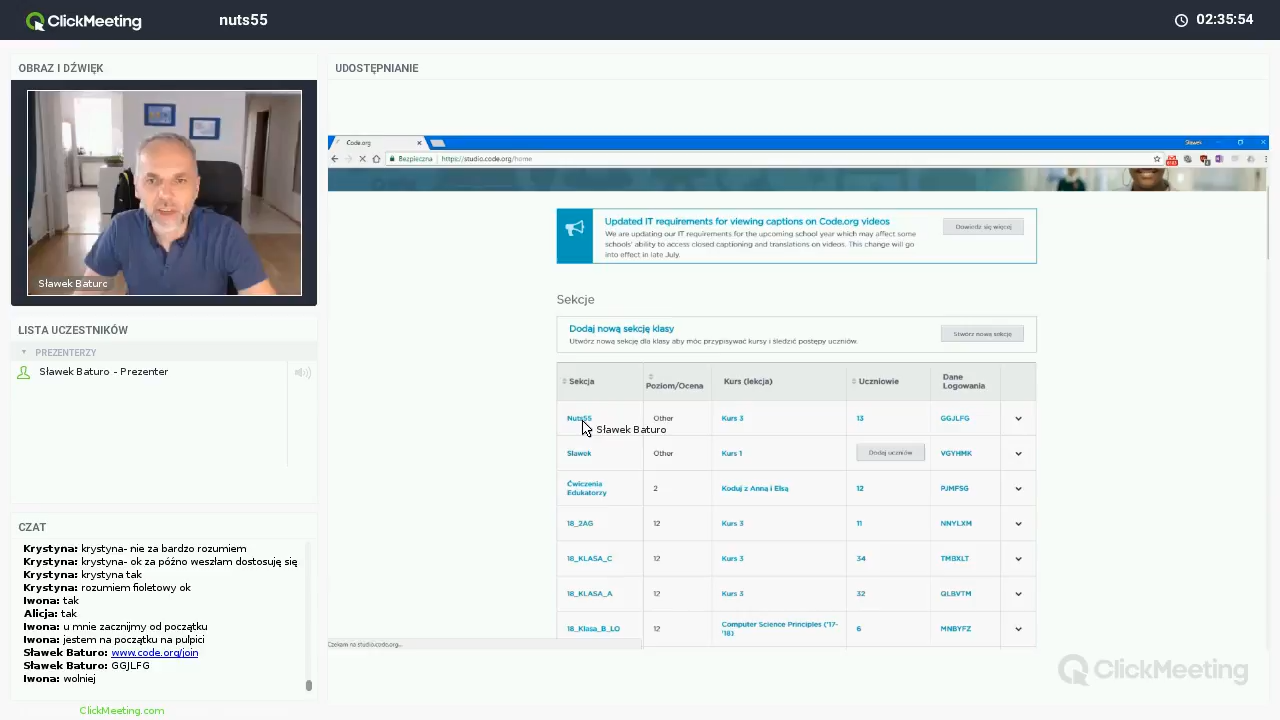 ClickMeeting
nuts55
02:35:54
OBRAZ I DŹWIĘK
Sławek Baturo
LISTA UCZESTNIKÓW
PREZENTERZY
Sławek Baturo - Prezenter
CZAT
Krystyna: krystyna- nie za bardzo rozumiem
Krystyna: krystyna- ok za późno weszłam dostosuję się
Krystyna: krystyna tak
Krystyna: rozumiem fioletowy ok
Iwona: tak
Alicja: tak
Iwona: u mnie zacznijmy od początku
Iwona: jestem na początku na pulpici
Sławek Baturo: www.code.org/join
Sławek Baturo: GGJLFG
Iwona: wolniej
ClickMeeting.com
UDOSTĘPNIANIE
Code.org
Sławek
Bezpieczna https://studio.code.org/home
Updated IT requirements for viewing captions on Code.org videos
We are updating our IT requirements for the upcoming school year which may affect some
schools' ability to access closed captioning and translations on videos. This change will go
into effect in late July.
Dowiedz się więcej
Sekcje
Dodaj nową sekcję klasy
Utwórz nową sekcję dla klasy aby móc przypisywać kursy i śledzić postępy uczniów.
Stwórz nową sekcję
Sekcja Poziom/Ocena Kurs (lekcja) Uczniowie Dane Logowania
Nuts55 Other Kurs 3 13 GGJLFG
Sławek Baturo
Slawek Other Kurs 1 Dodaj uczniów VGYHMK
Ćwiczenia Edukatorzy 2 Koduj z Anną i Elsą 12 PJMFSG
18_2AG 12 Kurs 3 11 NNYLXM
18_KLASA_C 12 Kurs 3 34 TMBXLT
18_KLASA_A 12 Kurs 3 32 QLBVTM
18_Klasa_B_LO 12 Computer Science Principles ('17-'18) 6 MNBYFZ
Czekam na studio.code.org...
ClickMeeting